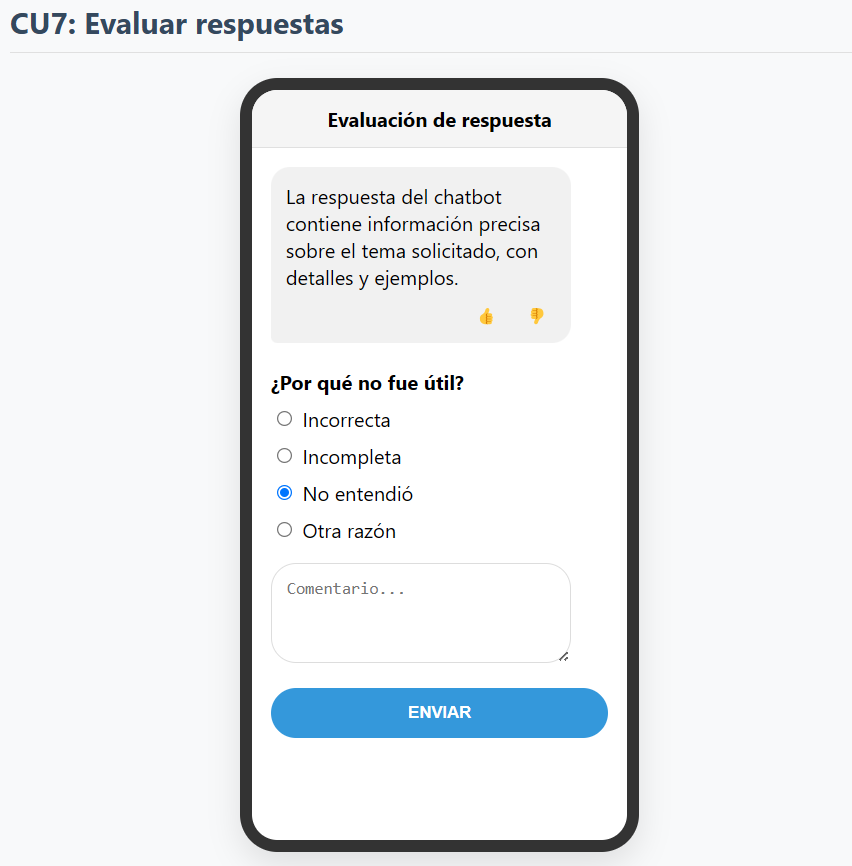 CU7: Evaluar respuestas
Evaluación de respuesta
La respuesta del chatbot
contiene información precisa
sobre el tema solicitado, con
detalles y ejemplos.
¿Por qué no fue útil?
Incorrecta
Incompleta
No entendió
Otra razón
Comentario...
ENVIAR